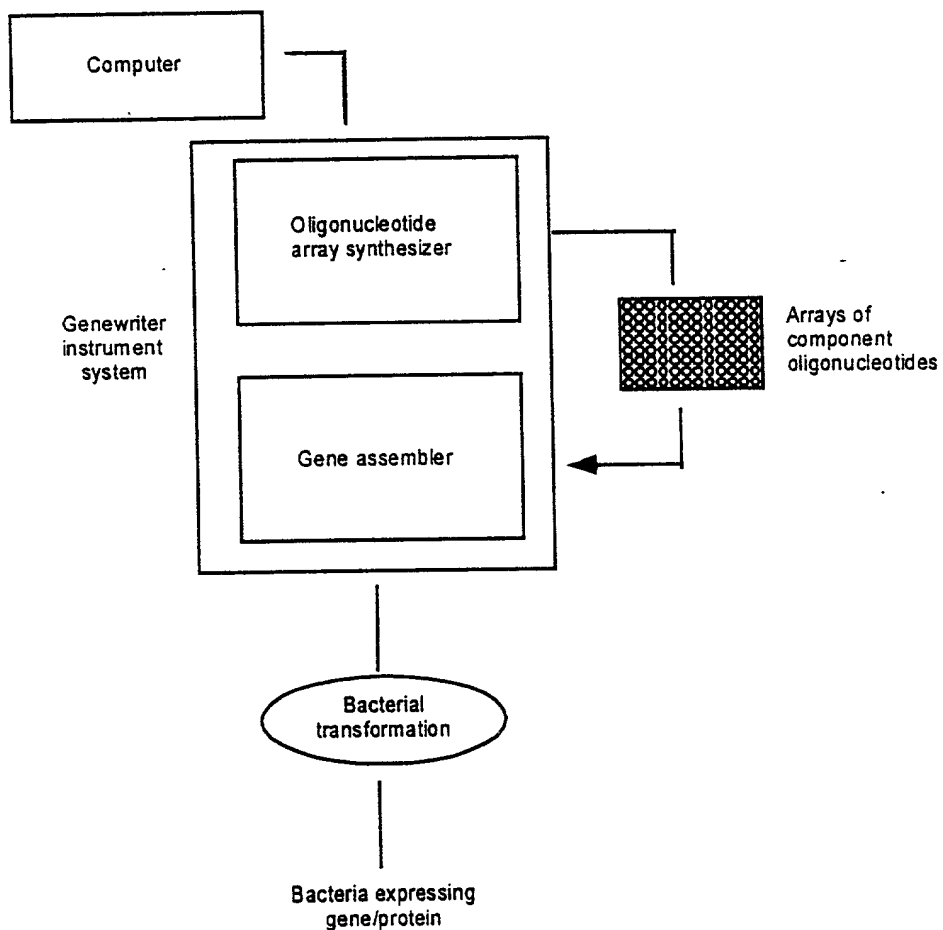 Computer
Oligonucleotide
array synthesizer
Genewriter
instrument
system
Arrays of
component
oligonucleotides
Gene assembler
Bacterial
transformation
Bacteria expressing
gene/protein